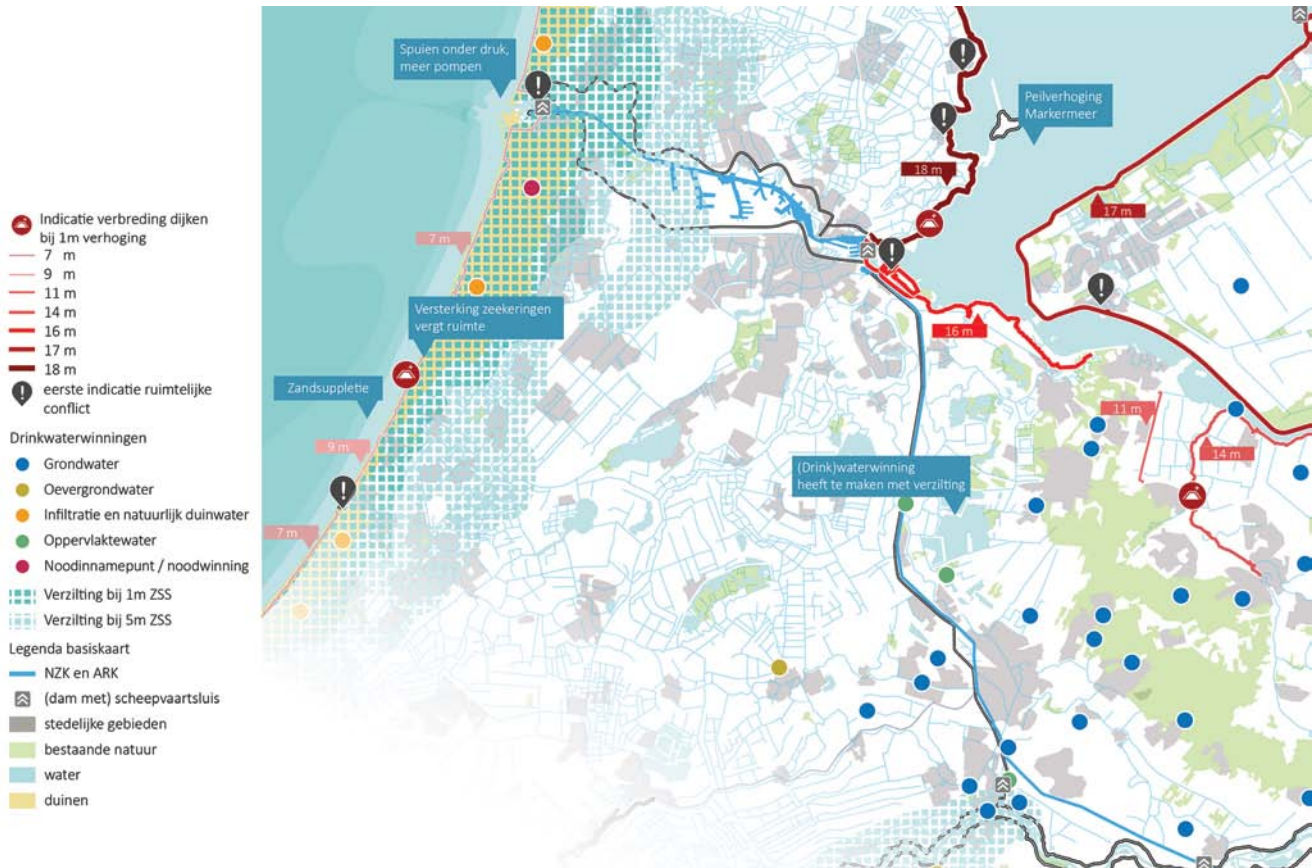 Indicatie verbreding dijken
bij 1m verhoging
7 m
9 m
11 m
14 m
16 m
17 m
18 m
eerste indicatie ruimtelijke
conflict
Drinkwaterwinningen
Grondwater
Oevergrondwater
Infiltratie en natuurlijk duinwater
Oppervlaktewater
Noodinnamepunt / noodwinning
Verzilting bij 1m ZSS
Verzilting bij 5m ZSS
Legenda basiskaart
NZK en ARK
(dam met) scheepvaartsluis
stedelijke gebieden
bestaande natuur
water
duinen
Spuien onder druk,
meer pompen
Peilverhoging
Markermeer
18 m
17 m
7 m
Versterking zeekeringen
vergt ruimte
16 m
Zandsuppletie
11 m
9 m
14 m
(Drink)waterwinning
heeft te maken met verzilting
7 m